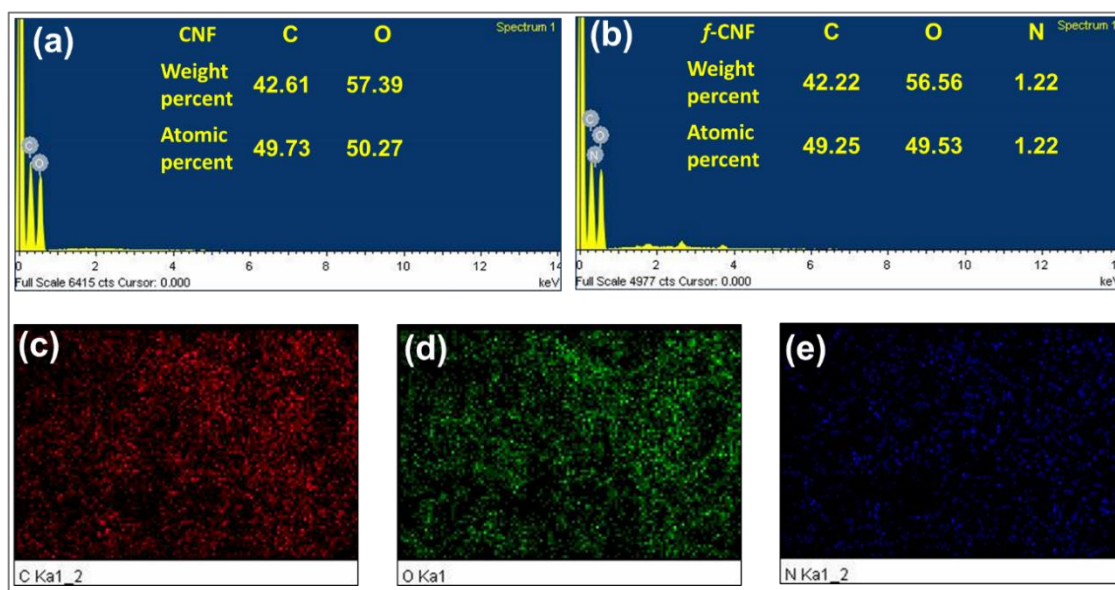 (a) CNF C O Spectrum 1
Weight percent 42.61 57.39
Atomic percent 49.73 50.27
C
O
0 2 4 6 8 10 12 14
Full Scale 6415 cts Cursor: 0.000 keV
(b) f-CNF C O N Spectrum 1
Weight percent 42.22 56.56 1.22
Atomic percent 49.25 49.53 1.22
C
O
N
0 2 4 6 8 10 12
Full Scale 4977 cts Cursor: 0.000 keV
(c)
C Ka1_2
(d)
O Ka1
(e)
N Ka1_2